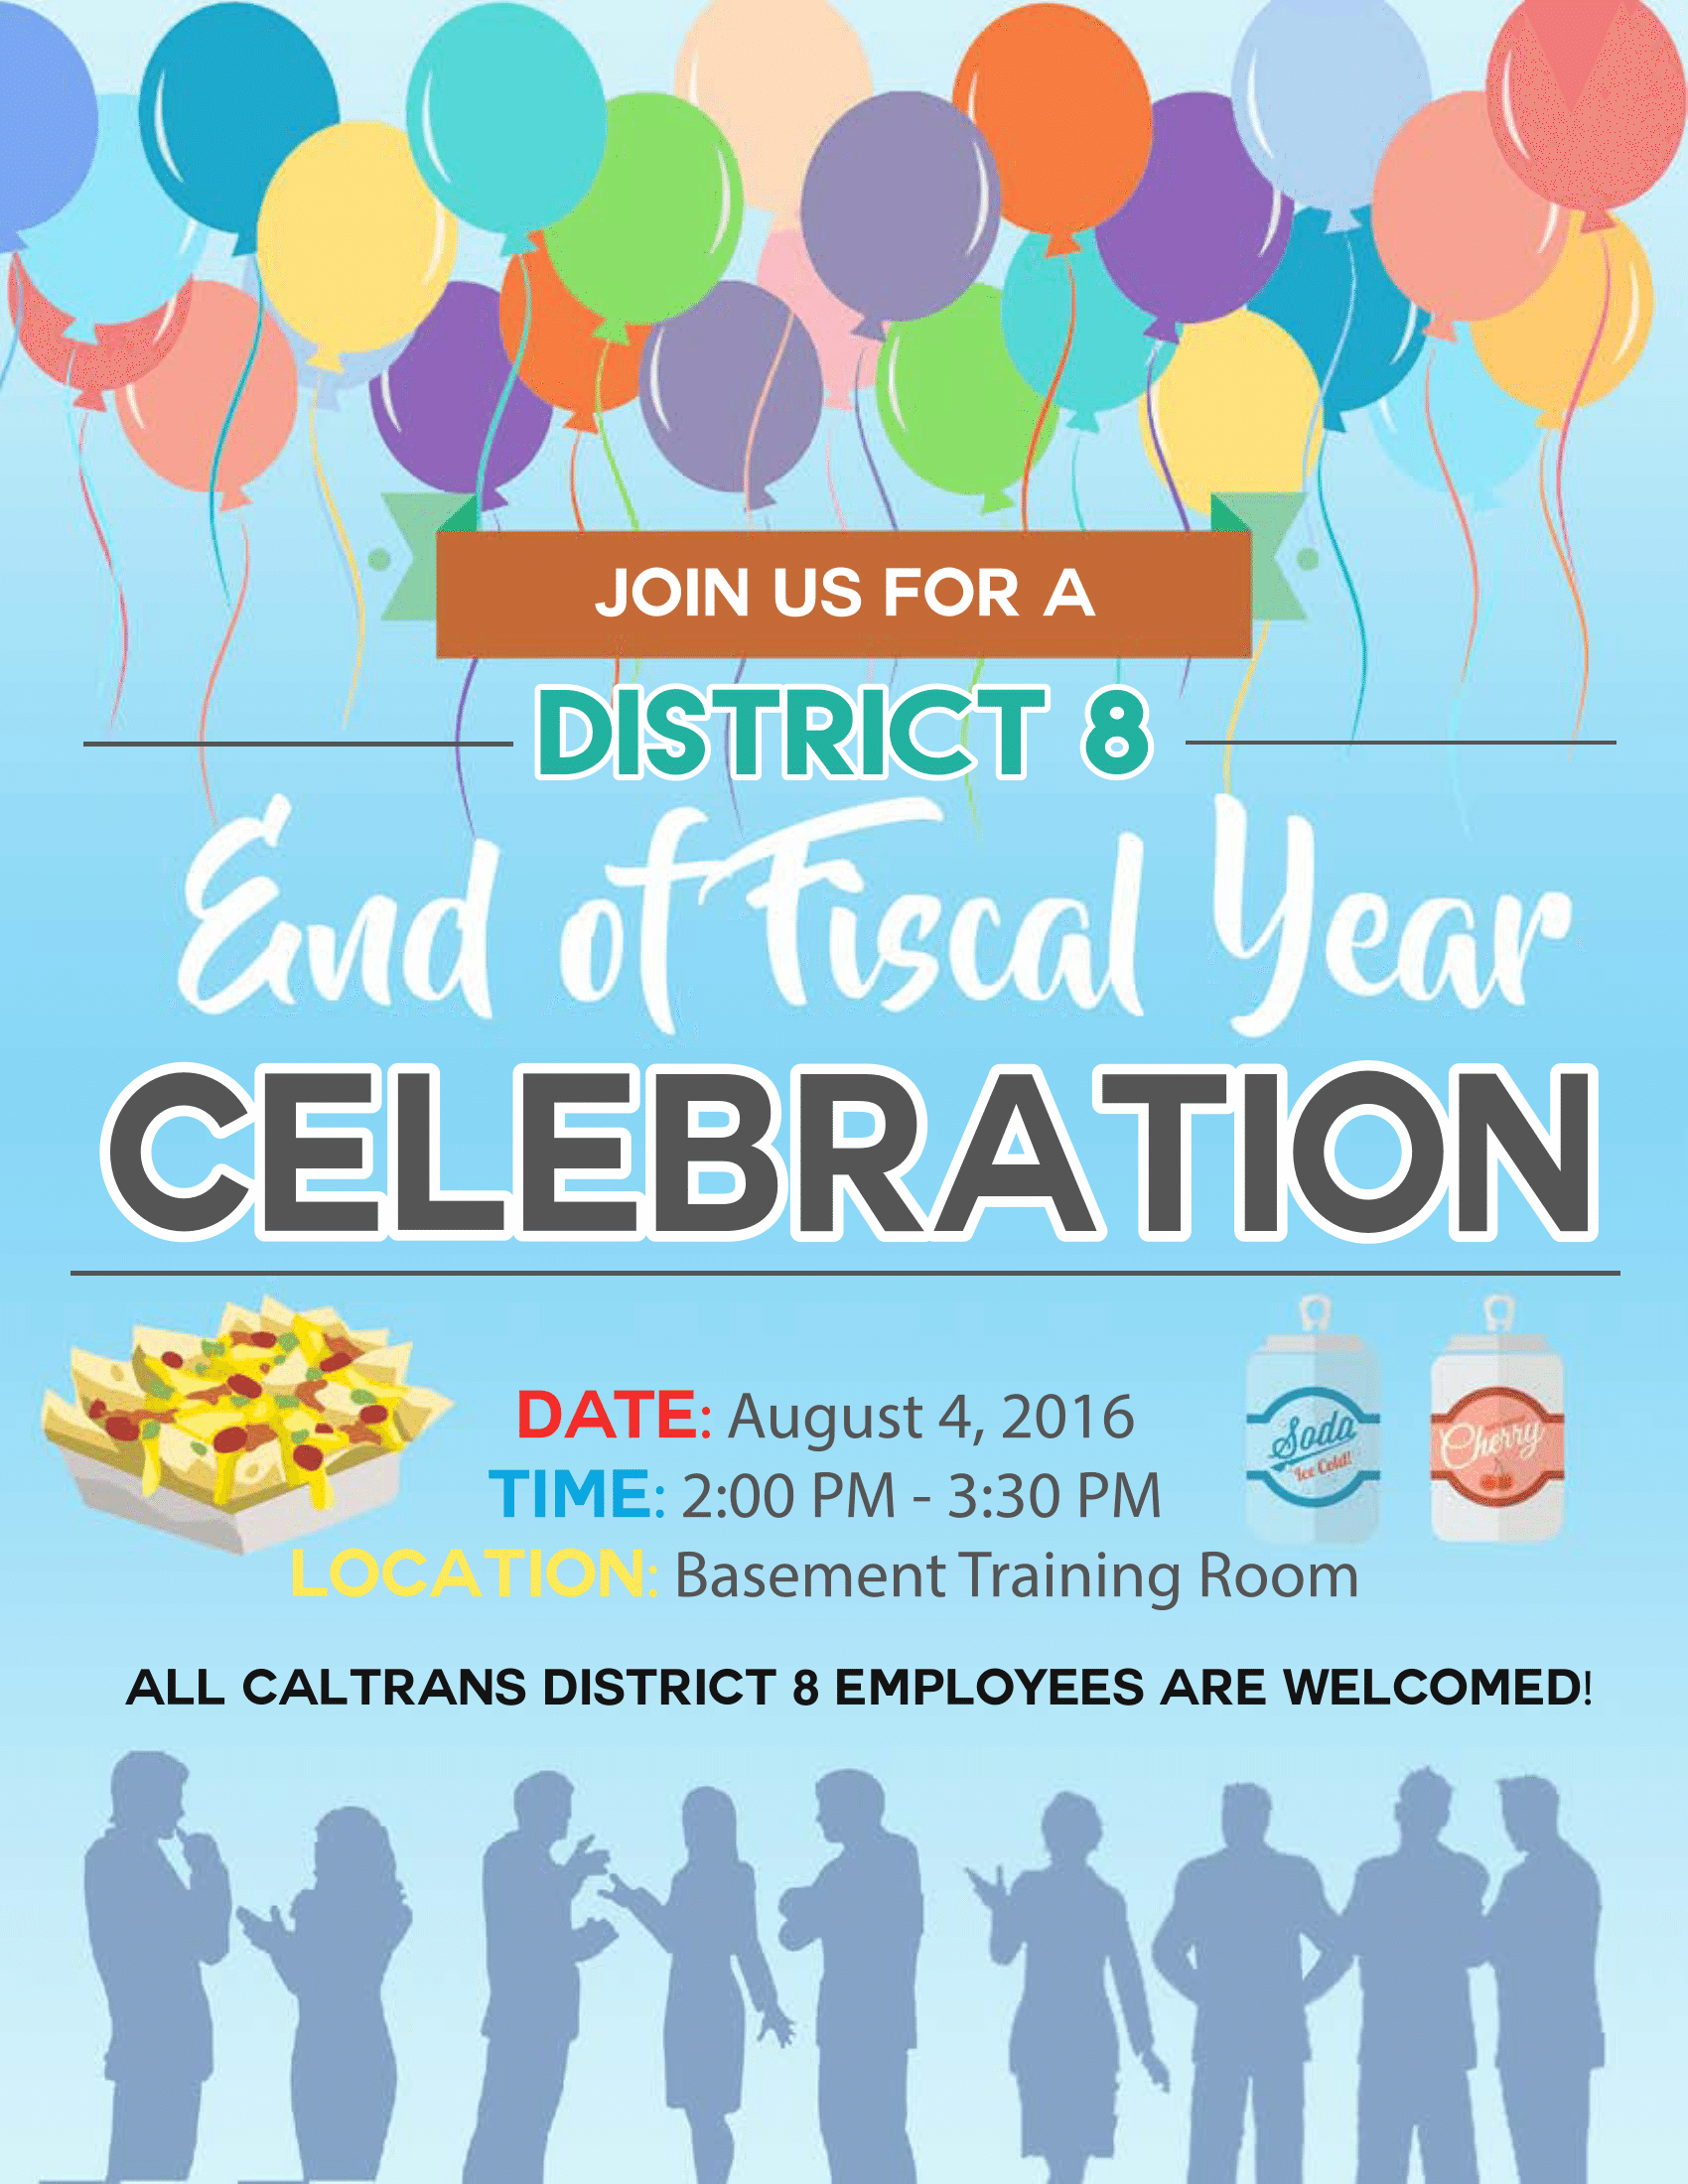 JOIN US FOR A
DISTRICT 8
End of Fiscal Year
CELEBRATION
DATE: August 4, 2016
TIME: 2:00 PM - 3:30 PM
LOCATION: Basement Training Room
Soda
Ice Cold!
Cherry
ALL CALTRANS DISTRICT 8 EMPLOYEES ARE WELCOMED!